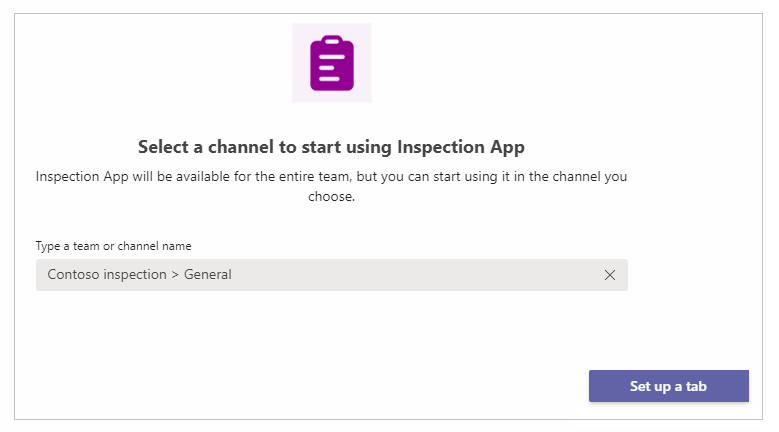 Select a channel to start using Inspection App
Inspection App will be available for the entire team, but you can start using it in the channel you
choose.
Type a team or channel name
Contoso inspection > General
Set up a tab